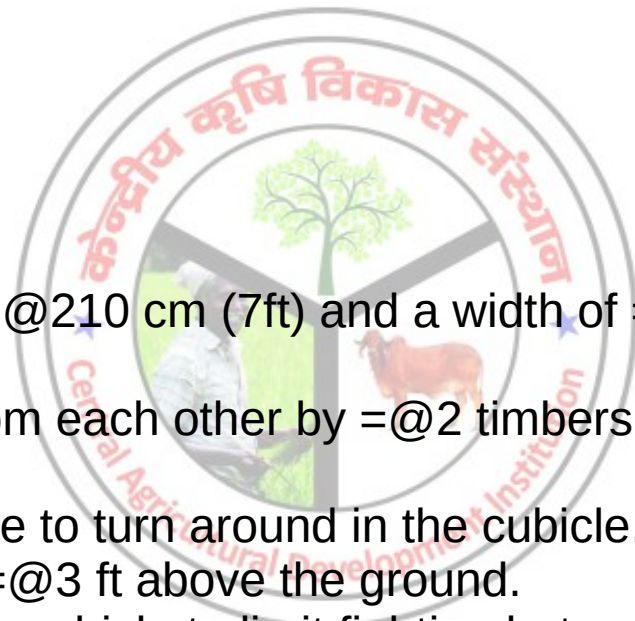 केन्द्रीय कृषि विकास संस्थान
@210 cm (7ft) and a width of
each other by =@2 timbers
to turn around in the cubicle
=@3 ft above the ground.
Central Agricultural Development Institution